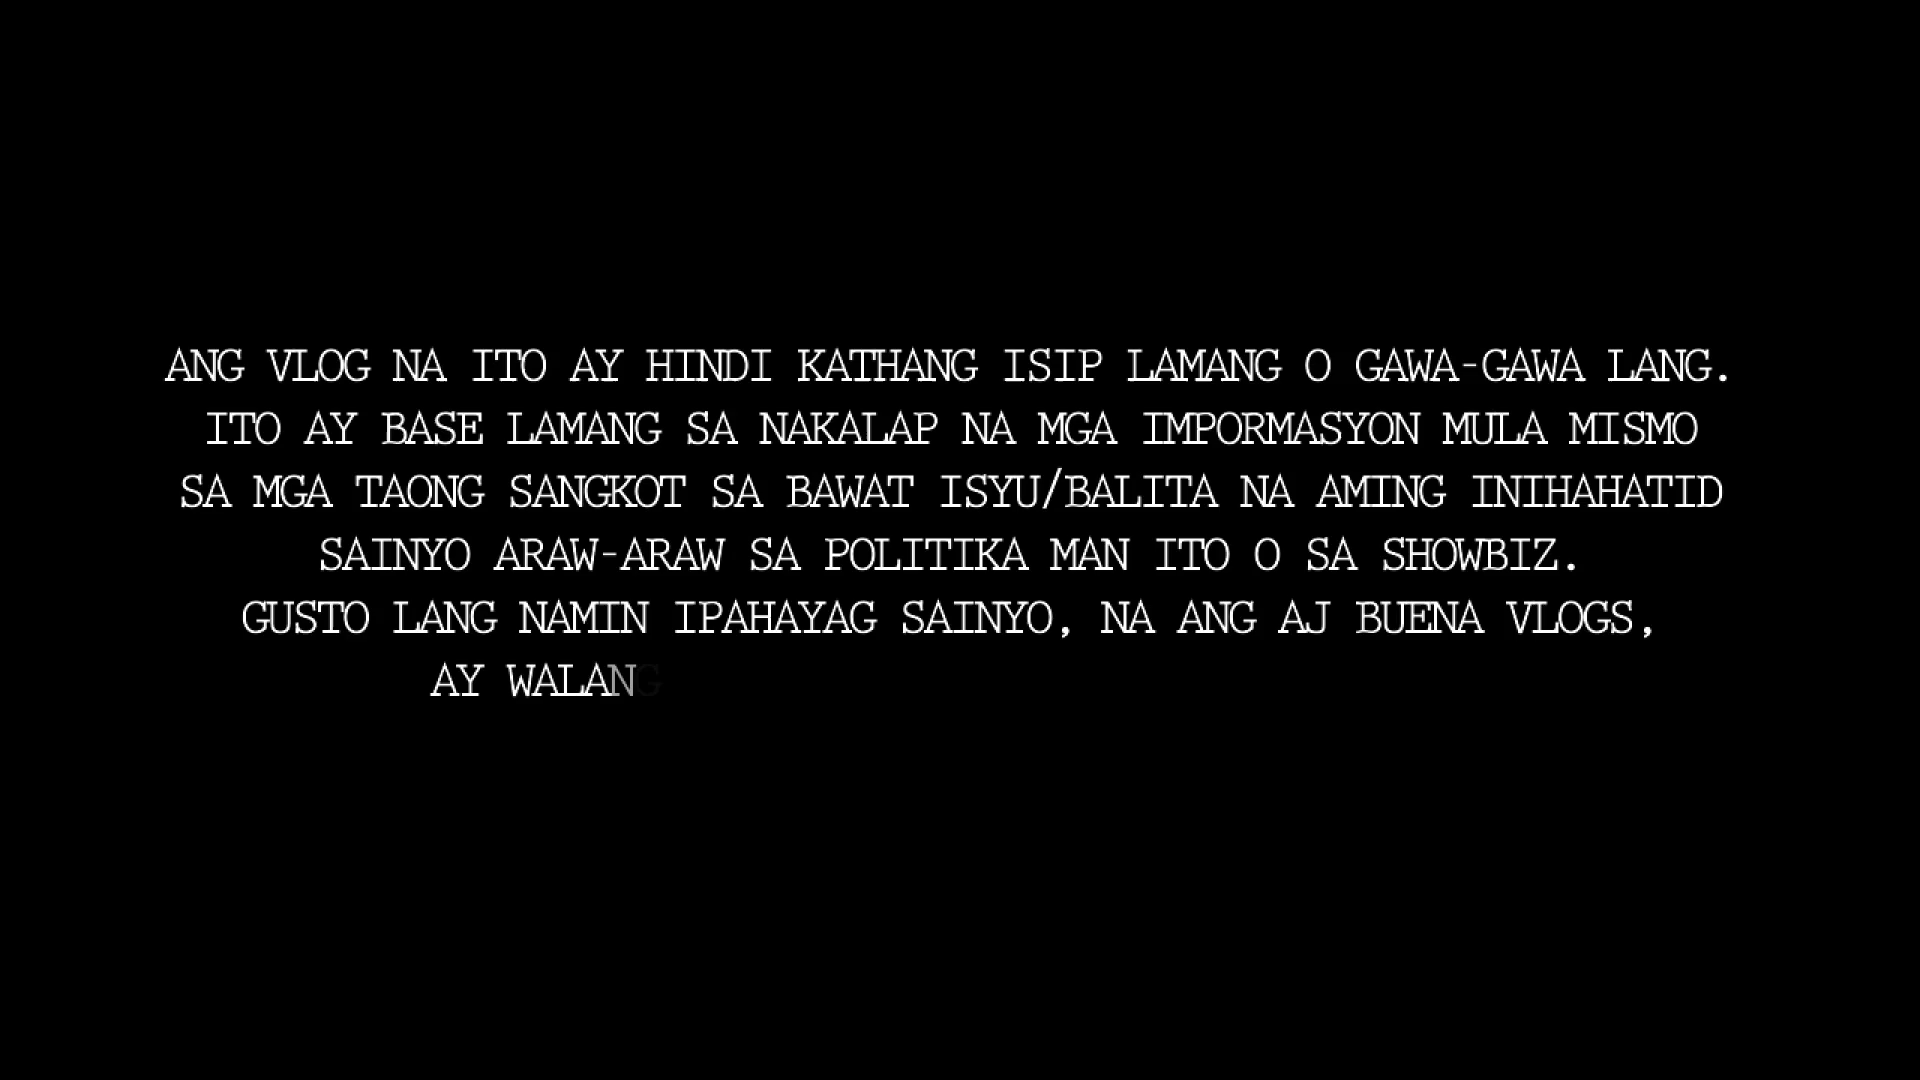 ANG VLOG NA ITO AY HINDI KATHANG ISIP LAMANG O GAWA-GAWA LANG.
ITO AY BASE LAMANG SA NAKALAP NA MGA IMPORMASYON MULA MISMO
SA MGA TAONG SANGKOT SA BAWAT ISYU/BALITA NA AMING INIHAHATID
SAINYO ARAW-ARAW SA POLITIKA MAN ITO O SA SHOWBIZ.
GUSTO LANG NAMIN IPAHAYAG SAINYO, NA ANG AJ BUENA VLOGS,
AY WALANG